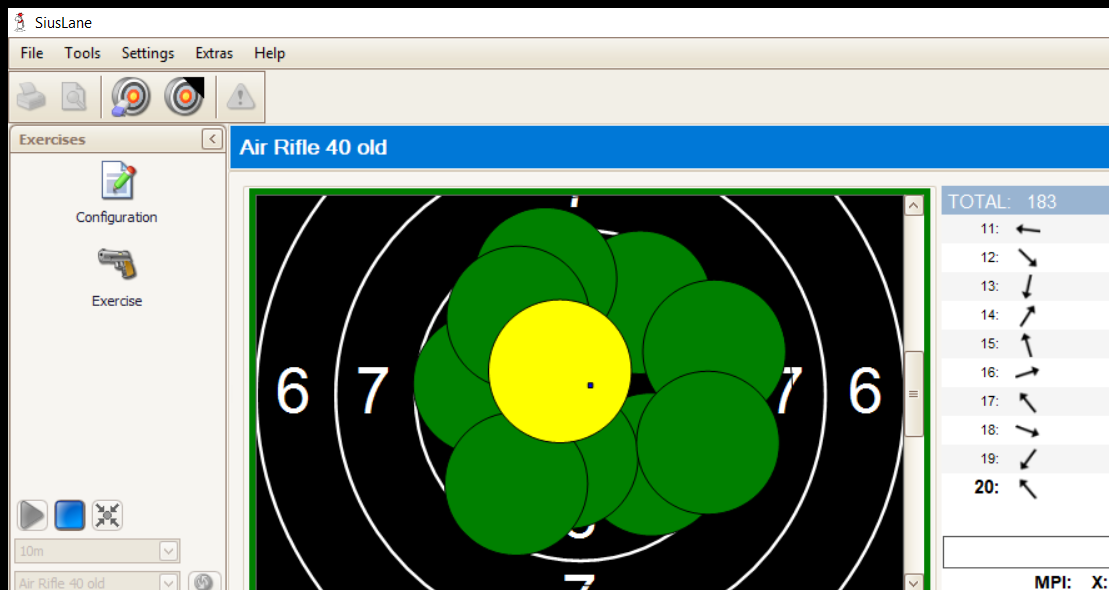 SiusLane
File Tools Settings Extras Help
Exercises
Air Rifle 40 old
Configuration
Exercise
6 7 7 6
7
TOTAL: 183
11:
12:
13:
14:
15:
16:
17:
18:
19:
20:
10m
Air Rifle 40 old
MPI: X: